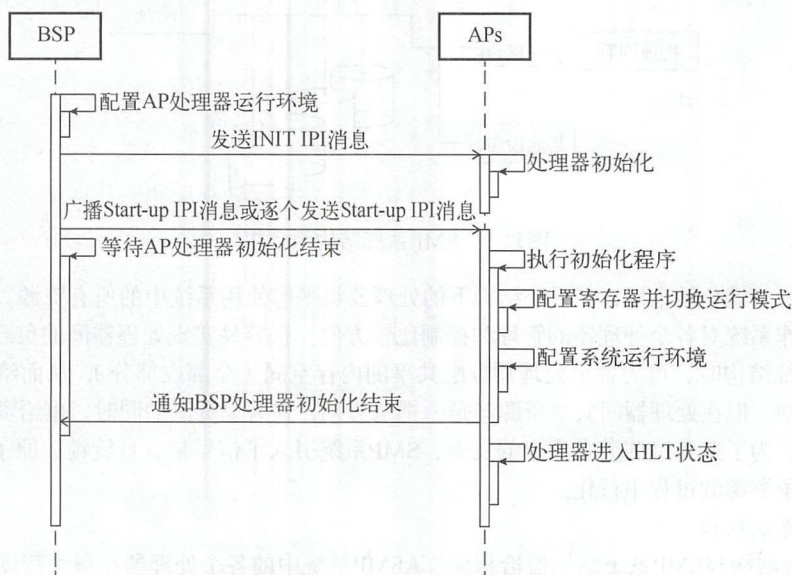 BSP
APs
配置AP处理器运行环境
发送INIT IPI消息
处理器初始化
广播Start-up IPI消息或逐个发送Start-up IPI消息
等待AP处理器初始化结束
执行初始化程序
配置寄存器并切换运行模式
配置系统运行环境
通知BSP处理器初始化结束
处理器进入HLT状态